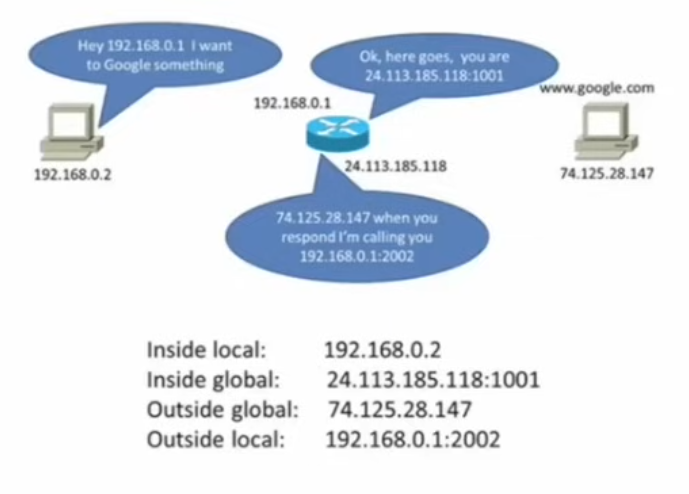 Hey 192.168.0.1 I want
to Google something
Ok, here goes, you are
24.113.185.118:1001
www.google.com
192.168.0.1
192.168.0.2
24.113.185.118
74.125.28.147
74.125.28.147 when you
respond I'm calling you
192.168.0.1:2002
Inside local: 192.168.0.2
Inside global: 24.113.185.118:1001
Outside global: 74.125.28.147
Outside local: 192.168.0.1:2002